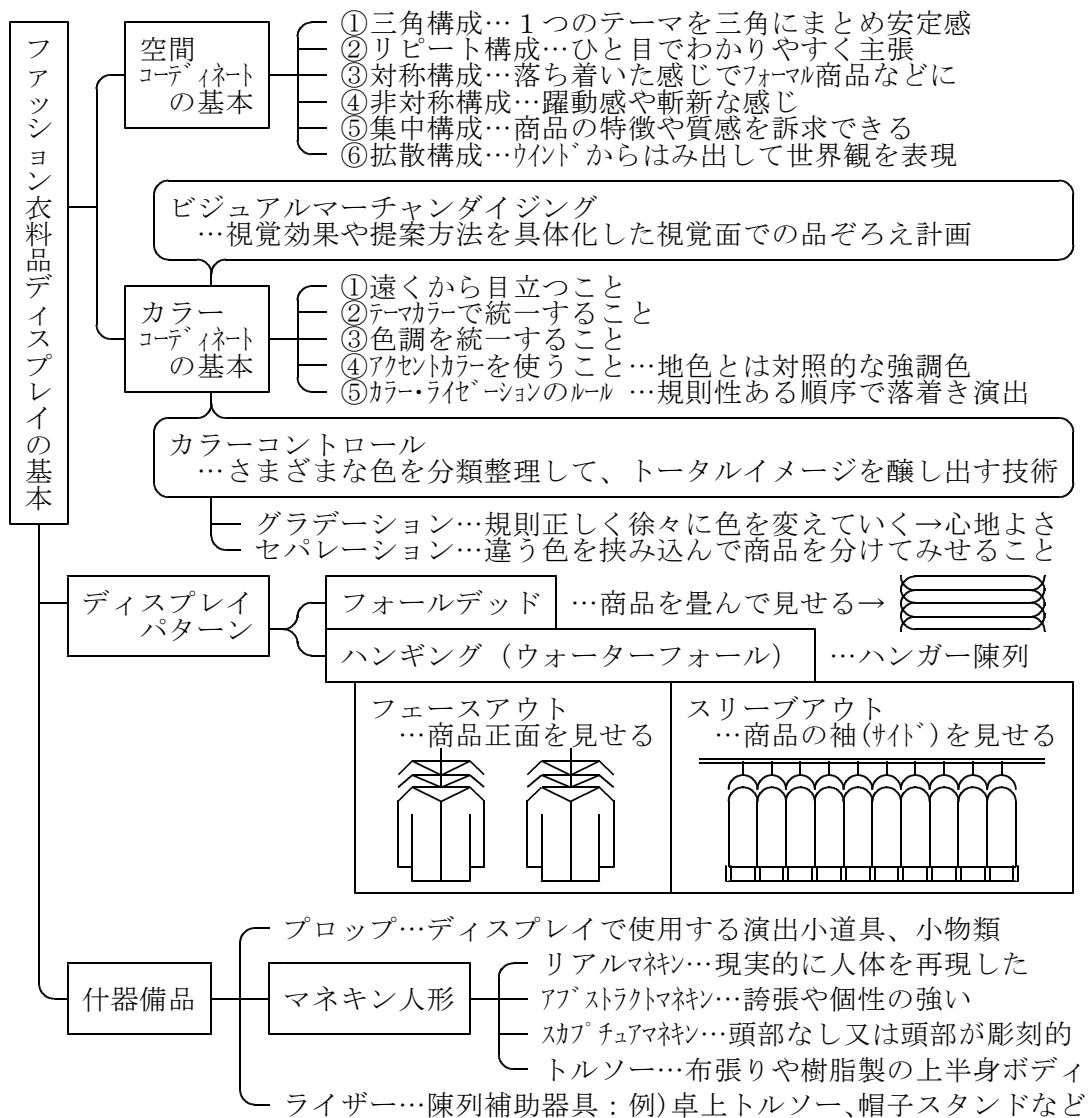 ファッション衣料品ディスプレイの基本
空間
コーディネート
の基本
①三角構成…１つのテーマを三角にまとめ安定感
②リピート構成…ひと目でわかりやすく主張
③対称構成…落ち着いた感じでフォーマル商品などに
④非対称構成…躍動感や斬新な感じ
⑤集中構成…商品の特徴や質感を訴求できる
⑥拡散構成…ウインドからはみ出して世界観を表現
ビジュアルマーチャンダイジング
…視覚効果や提案方法を具体化した視覚面での品ぞろえ計画
カラー
コーディネート
の基本
①遠くから目立つこと
②テーマカラーで統一すること
③色調を統一すること
④アクセントカラーを使うこと…地色とは対照的な強調色
⑤カラー・ライゼーションのルール …規則性ある順序で落着き演出
カラーコントロール
…さまざまな色を分類整理して、トータルイメージを醸し出す技術
グラデーション…規則正しく徐々に色を変えていく→心地よさ
セパレーション…違う色を挟み込んで商品を分けてみせること
ディスプレイ
パターン
フォールデッド …商品を畳んで見せる→
ハンギング（ウォーターフォール） …ハンガー陳列
フェースアウト
…商品正面を見せる
スリーブアウト
…商品の袖(サイド)を見せる
什器備品
プロップ…ディスプレイで使用する演出小道具、小物類
マネキン人形
リアルマネキン…現実的に人体を再現した
アブストラクトマネキン…誇張や個性の強い
スカプチュアマネキン…頭部なし又は頭部が彫刻的
トルソー…布張りや樹脂製の上半身ボディ
ライザー…陳列補助器具：例)卓上トルソー、帽子スタンドなど